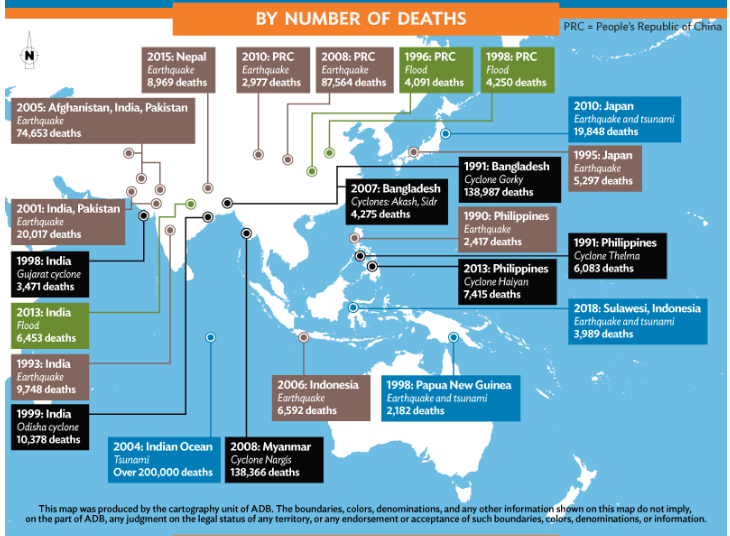 BY NUMBER OF DEATHS
PRC = People's Republic of China
N
2015: Nepal
Earthquake
8,969 deaths
2010: PRC
Earthquake
2,977 deaths
2008: PRC
Earthquake
87,564 deaths
1996: PRC
Flood
4,091 deaths
1998: PRC
Flood
4,250 deaths
2005: Afghanistan, India, Pakistan
Earthquake
74,653 deaths
2010: Japan
Earthquake and tsunami
19,848 deaths
1995: Japan
Earthquake
5,297 deaths
1991: Bangladesh
Cyclone Gorky
138,987 deaths
2007: Bangladesh
Cyclones: Akash, Sidr
4,275 deaths
2001: India, Pakistan
Earthquake
20,017 deaths
1990: Philippines
Earthquake
2,417 deaths
1991: Philippines
Cyclone Thelma
6,083 deaths
1998: India
Gujarat cyclone
3,471 deaths
2013: Philippines
Cyclone Haiyan
7,415 deaths
2013: India
Flood
6,453 deaths
2018: Sulawesi, Indonesia
Earthquake and tsunami
3,989 deaths
1993: India
Earthquake
9,748 deaths
2006: Indonesia
Earthquake
6,592 deaths
1998: Papua New Guinea
Earthquake and tsunami
2,182 deaths
1999: India
Odisha cyclone
10,378 deaths
2004: Indian Ocean
Tsunami
Over 200,000 deaths
2008: Myanmar
Cyclone Nargis
138,366 deaths
This map was produced by the cartography unit of ADB. The boundaries, colors, denominations, and any other information shown on this map do not imply,
on the part of ADB, any judgment on the legal status of any territory, or any endorsement or acceptance of such boundaries, colors, denominations, or information.